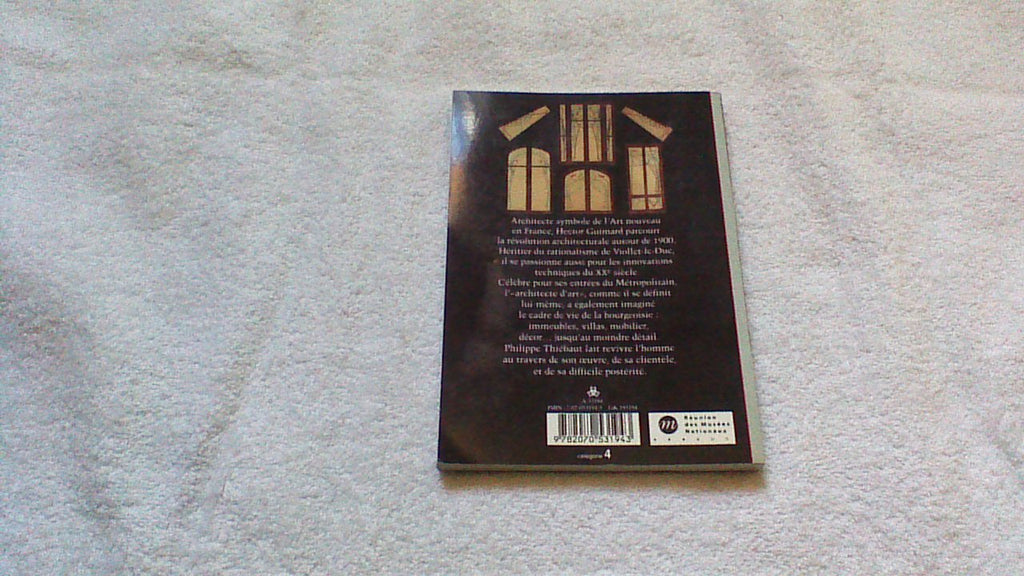 Architecte symbole de l'Art nouveau
en France, Hector Guimard parcourt
la révolution architecturale autour de 1900.
Héritier du rationalisme de Viollet-le-Duc,
il se passionne aussi pour les innovations
techniques du XXe siècle
Célèbre pour ses entrées du Métropolitain,
l'«architecte d'art», comme il se définit
lui-même, a également imaginé
le cadre de vie de la bourgeoisie :
immeubles, villas, mobilier,
décor... jusqu'au moindre détail.
Philippe Thiébaut fait revivre l'homme
au travers de son œuvre, de sa clientèle,
et de sa difficile postérité.
m
Réunion
des Musées
Nationaux
9782070531943
catégorie 4